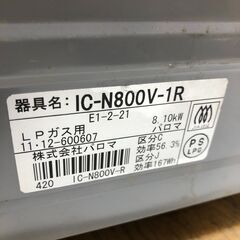 器具名: IC-N800V-1R
E1-2-21
8.10kW
LPガス用
パロマ
11·12-600607
区分C
効率56.3%
株式会社パロマ
区分J
効率167Wh
420
IC-N800V-R
PS
LPG